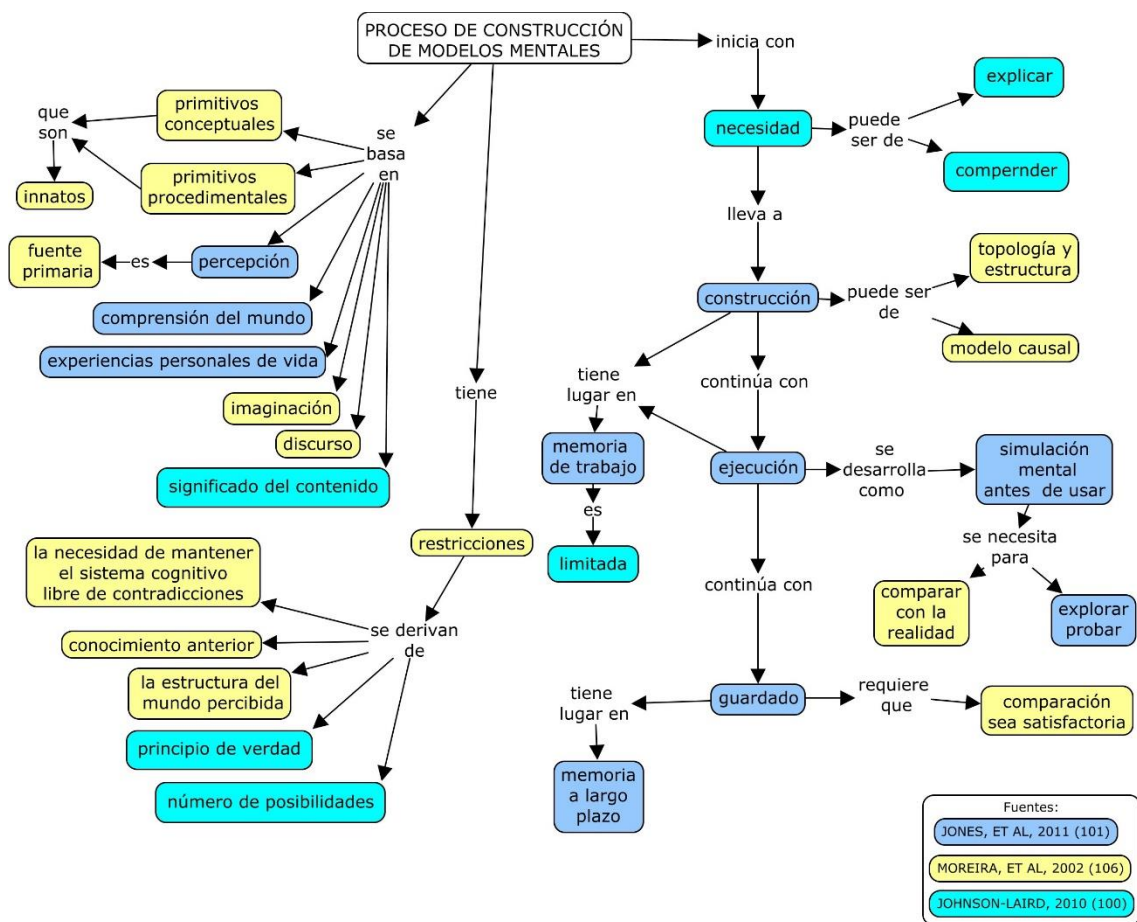 PROCESO DE CONSTRUCCIÓN
DE MODELOS MENTALES
inicia con
necesidad
puede
ser de
explicar
compernder
lleva a
construcción
puede ser
de
topología y
estructura
modelo causal
tiene
lugar en
continúa con
memoria
de trabajo
es
limitada
ejecución
se
desarrolla
como
simulación
mental
antes de usar
se necesita
para
comparar
con la
realidad
explorar
probar
continúa con
guardado
tiene
lugar en
memoria
a largo
plazo
requiere
que
comparación
sea satisfactoria
se
basa
en
primitivos
conceptuales
primitivos
procedimentales
que
son
innatos
percepción
es
fuente
primaria
comprensión del mundo
experiencias personales de vida
imaginación
discurso
significado del contenido
tiene
restricciones
se derivan
de
la necesidad de mantener
el sistema cognitivo
libre de contradicciones
conocimiento anterior
la estructura del
mundo percibida
principio de verdad
número de posibilidades
Fuentes:
JONES, ET AL, 2011 (101)
MOREIRA, ET AL, 2002 (106)
JOHNSON-LAIRD, 2010 (100)